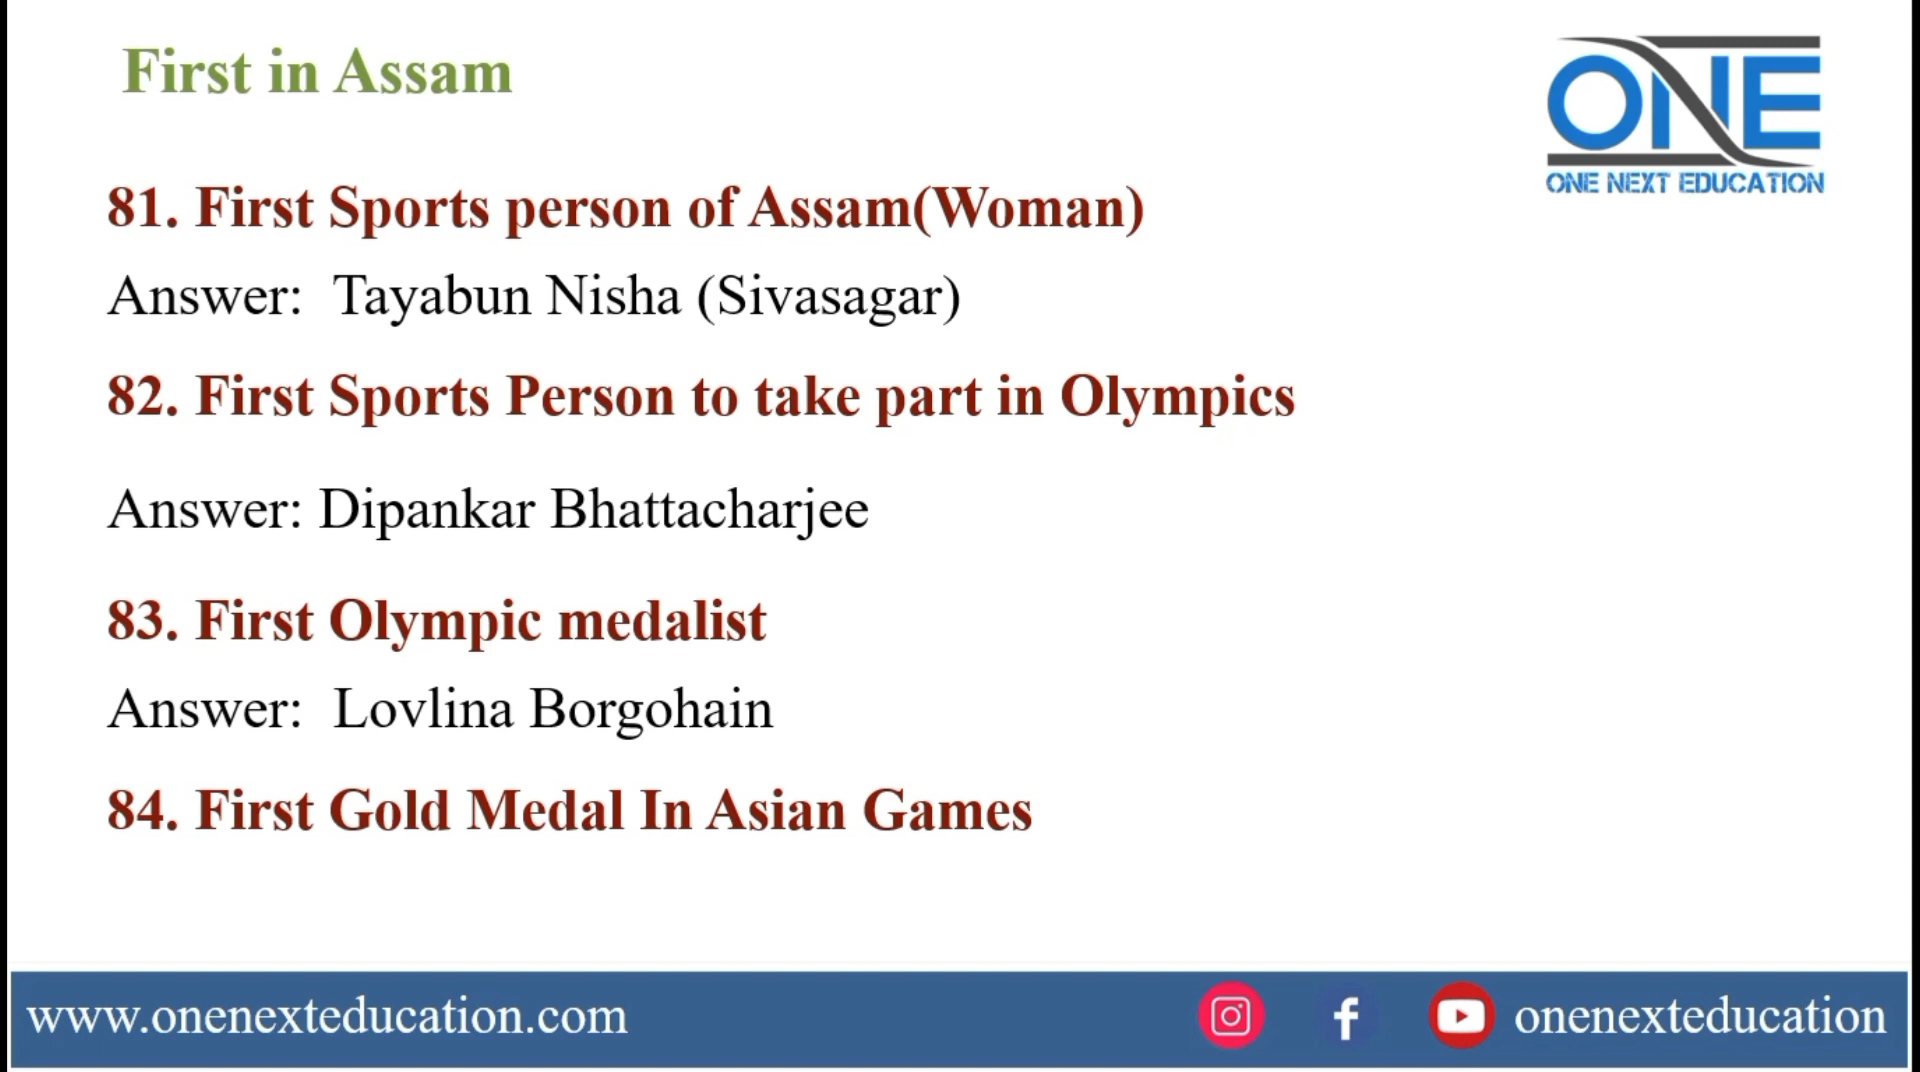 First in Assam
ONE
ONE NEXT EDUCATION
81. First Sports person of Assam(Woman)
Answer: Tayabun Nisha (Sivasagar)
82. First Sports Person to take part in Olympics
Answer: Dipankar Bhattacharjee
83. First Olympic medalist
Answer: Lovlina Borgohain
84. First Gold Medal In Asian Games
www.onenexteducation.com
onenexteducation